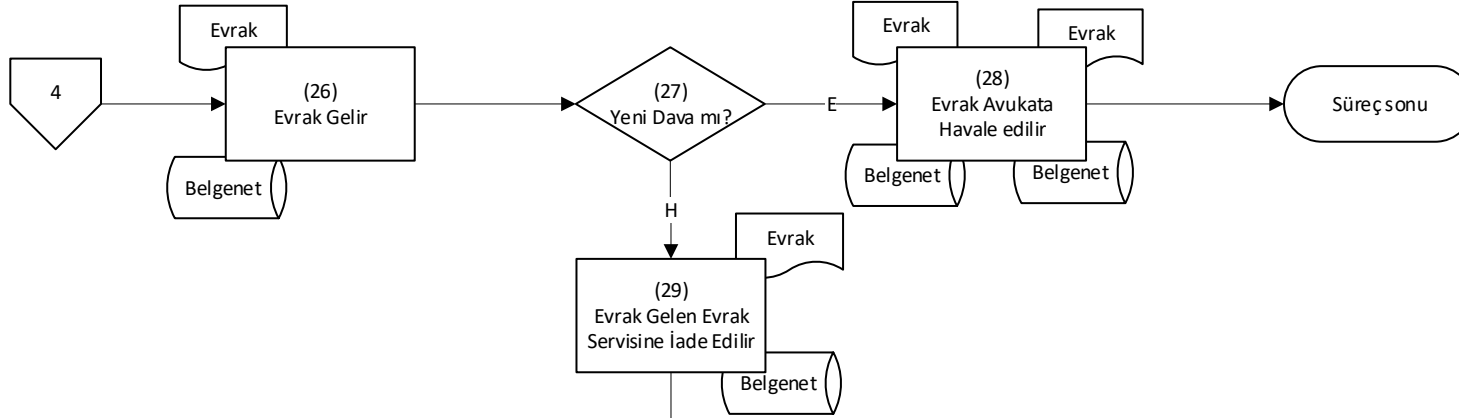 Evrak
4
(26)
Evrak Gelir
Belgenet
(27)
Yeni Dava mı?
E
Evrak
Evrak
(28)
Evrak Avukata
Havale edilir
Belgenet
Belgenet
Süreç sonu
H
Evrak
(29)
Evrak Gelen Evrak
Servisine İade Edilir
Belgenet